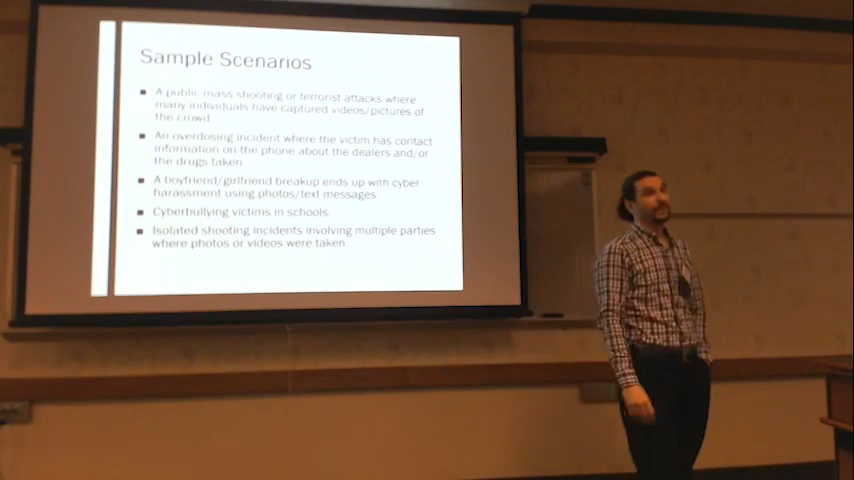 Sample Scenarios
A public mass shooting or terrorist attacks where
many individuals have captured videos/pictures of
the crowd
An overdosing incident where the victim has contact
information on the phone about the dealers and/or
the drugs taken
A boyfriend/girlfriend breakup ends up with cyber
harassment using photos/text messages.
Cyberbullying victims in schools.
Isolated shooting incidents involving multiple parties
where photos or videos were taken.